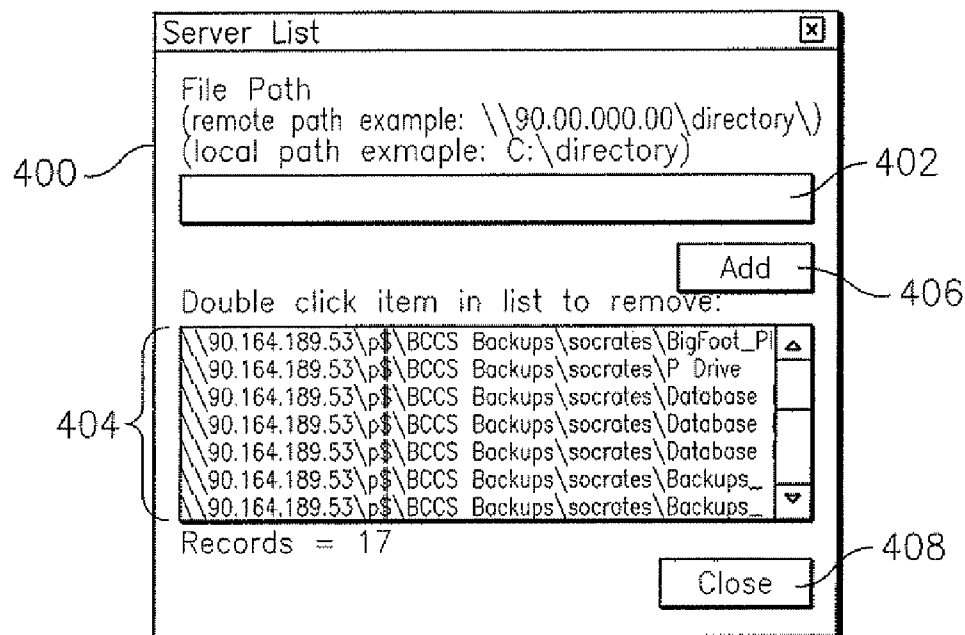 Server List
File Path
(remote path example: \\90.00.000.00\directory\)
(local path exmaple: C:\directory)
400
402
Add
406
Double click item in list to remove:
\\90.164.189.53\p$\BCCS Backups\socrates\BigFoot_Pl
\\90.164.189.53\p$\BCCS Backups\socrates\P Drive
\\90.164.189.53\p$\BCCS Backups\socrates\Database
\\90.164.189.53\p$\BCCS Backups\socrates\Database
\\90.164.189.53\p$\BCCS Backups\socrates\Database
\\90.164.189.53\p$\BCCS Backups\socrates\Backups_
\\90.164.189.53\p$\BCCS Backups\socrates\Backups_
404
Records = 17
408
Close